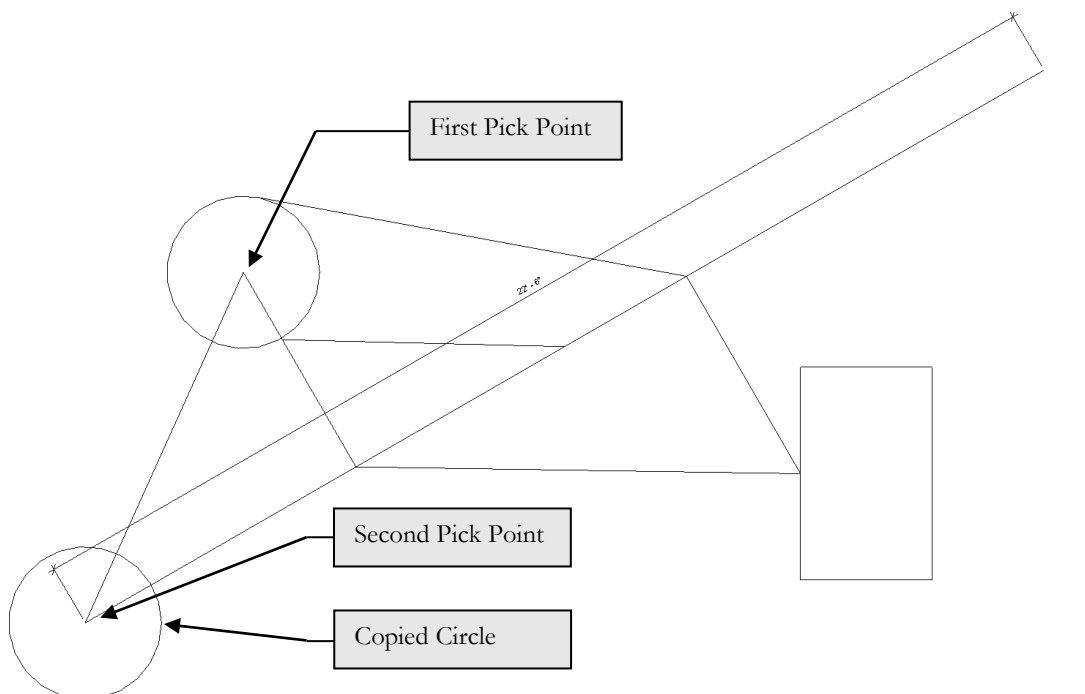 First Pick Point
22' - 6"
Second Pick Point
Copied Circle